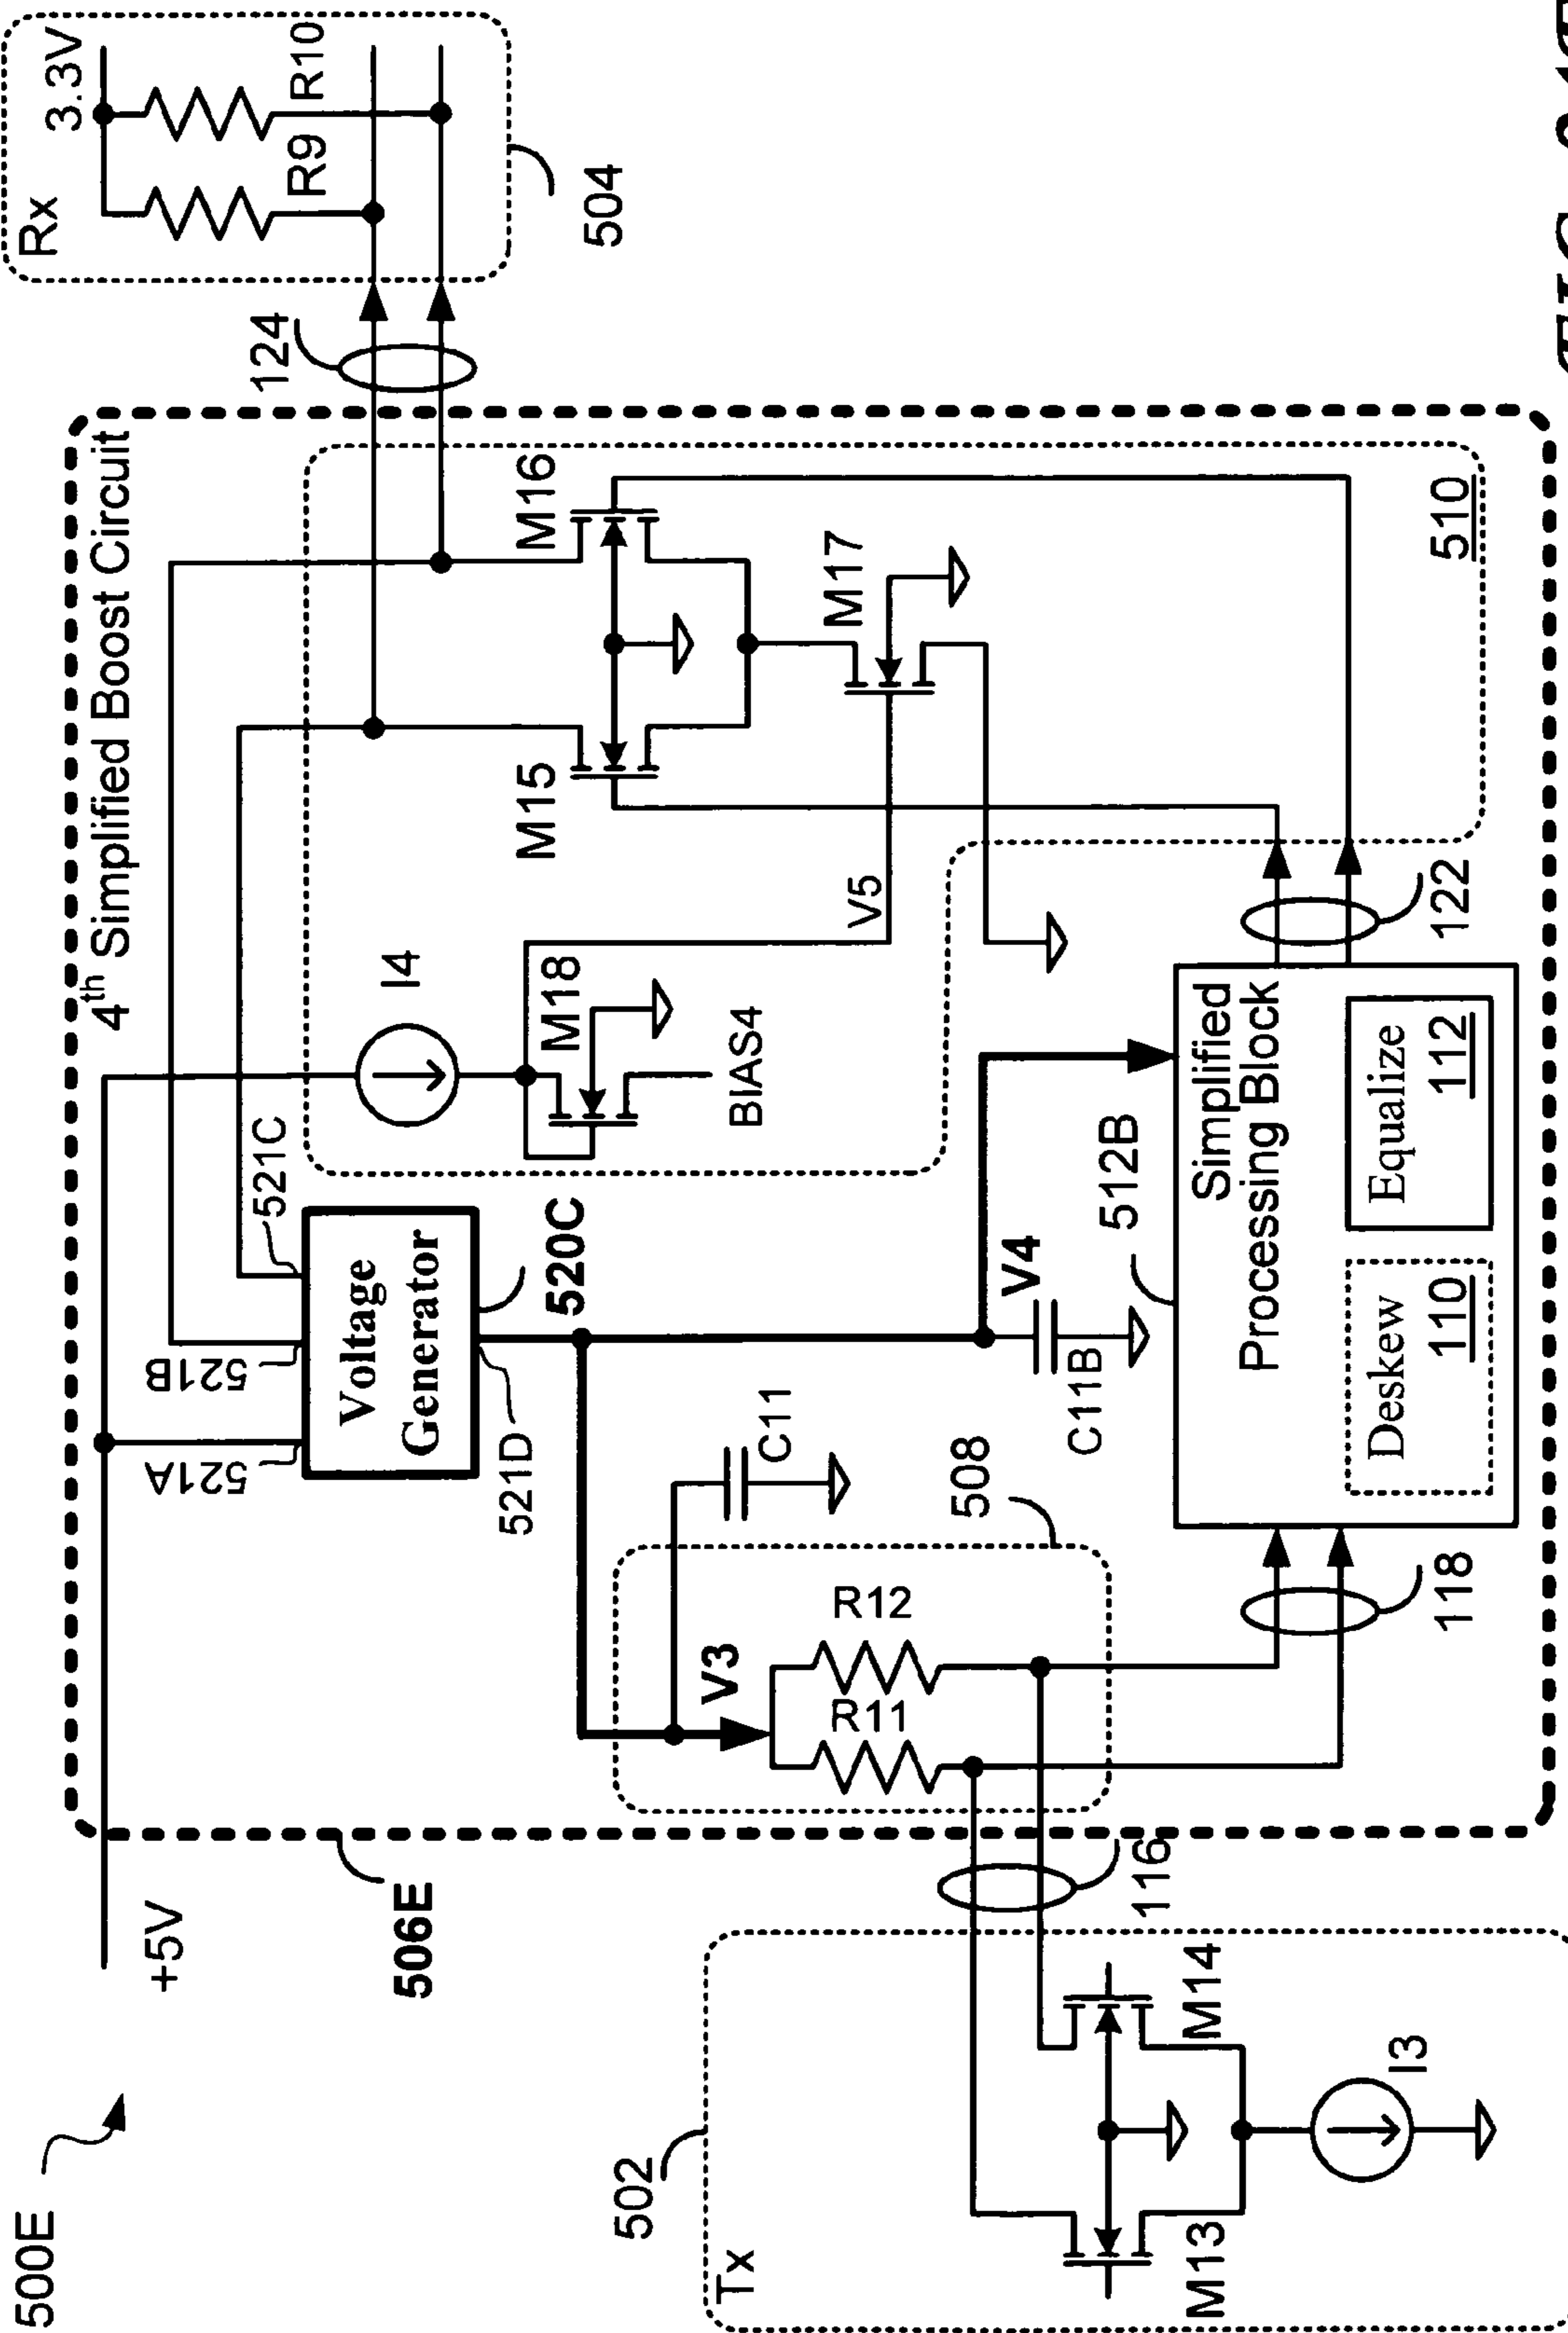 500E
+5V
506E
4th Simplified Boost Circuit
Rx
3.3V
R9
R10
504
124
521A
521B
521C
Voltage
Generator
520C
521D
I4
M18
BIAS4
V5
M15
M16
M17
510
C11
V3
R11
R12
508
V4
C11B
512B
Simplified
Processing Block
Deskew
110
Equalize
112
118
122
116
502
Tx
M13
M14
I3